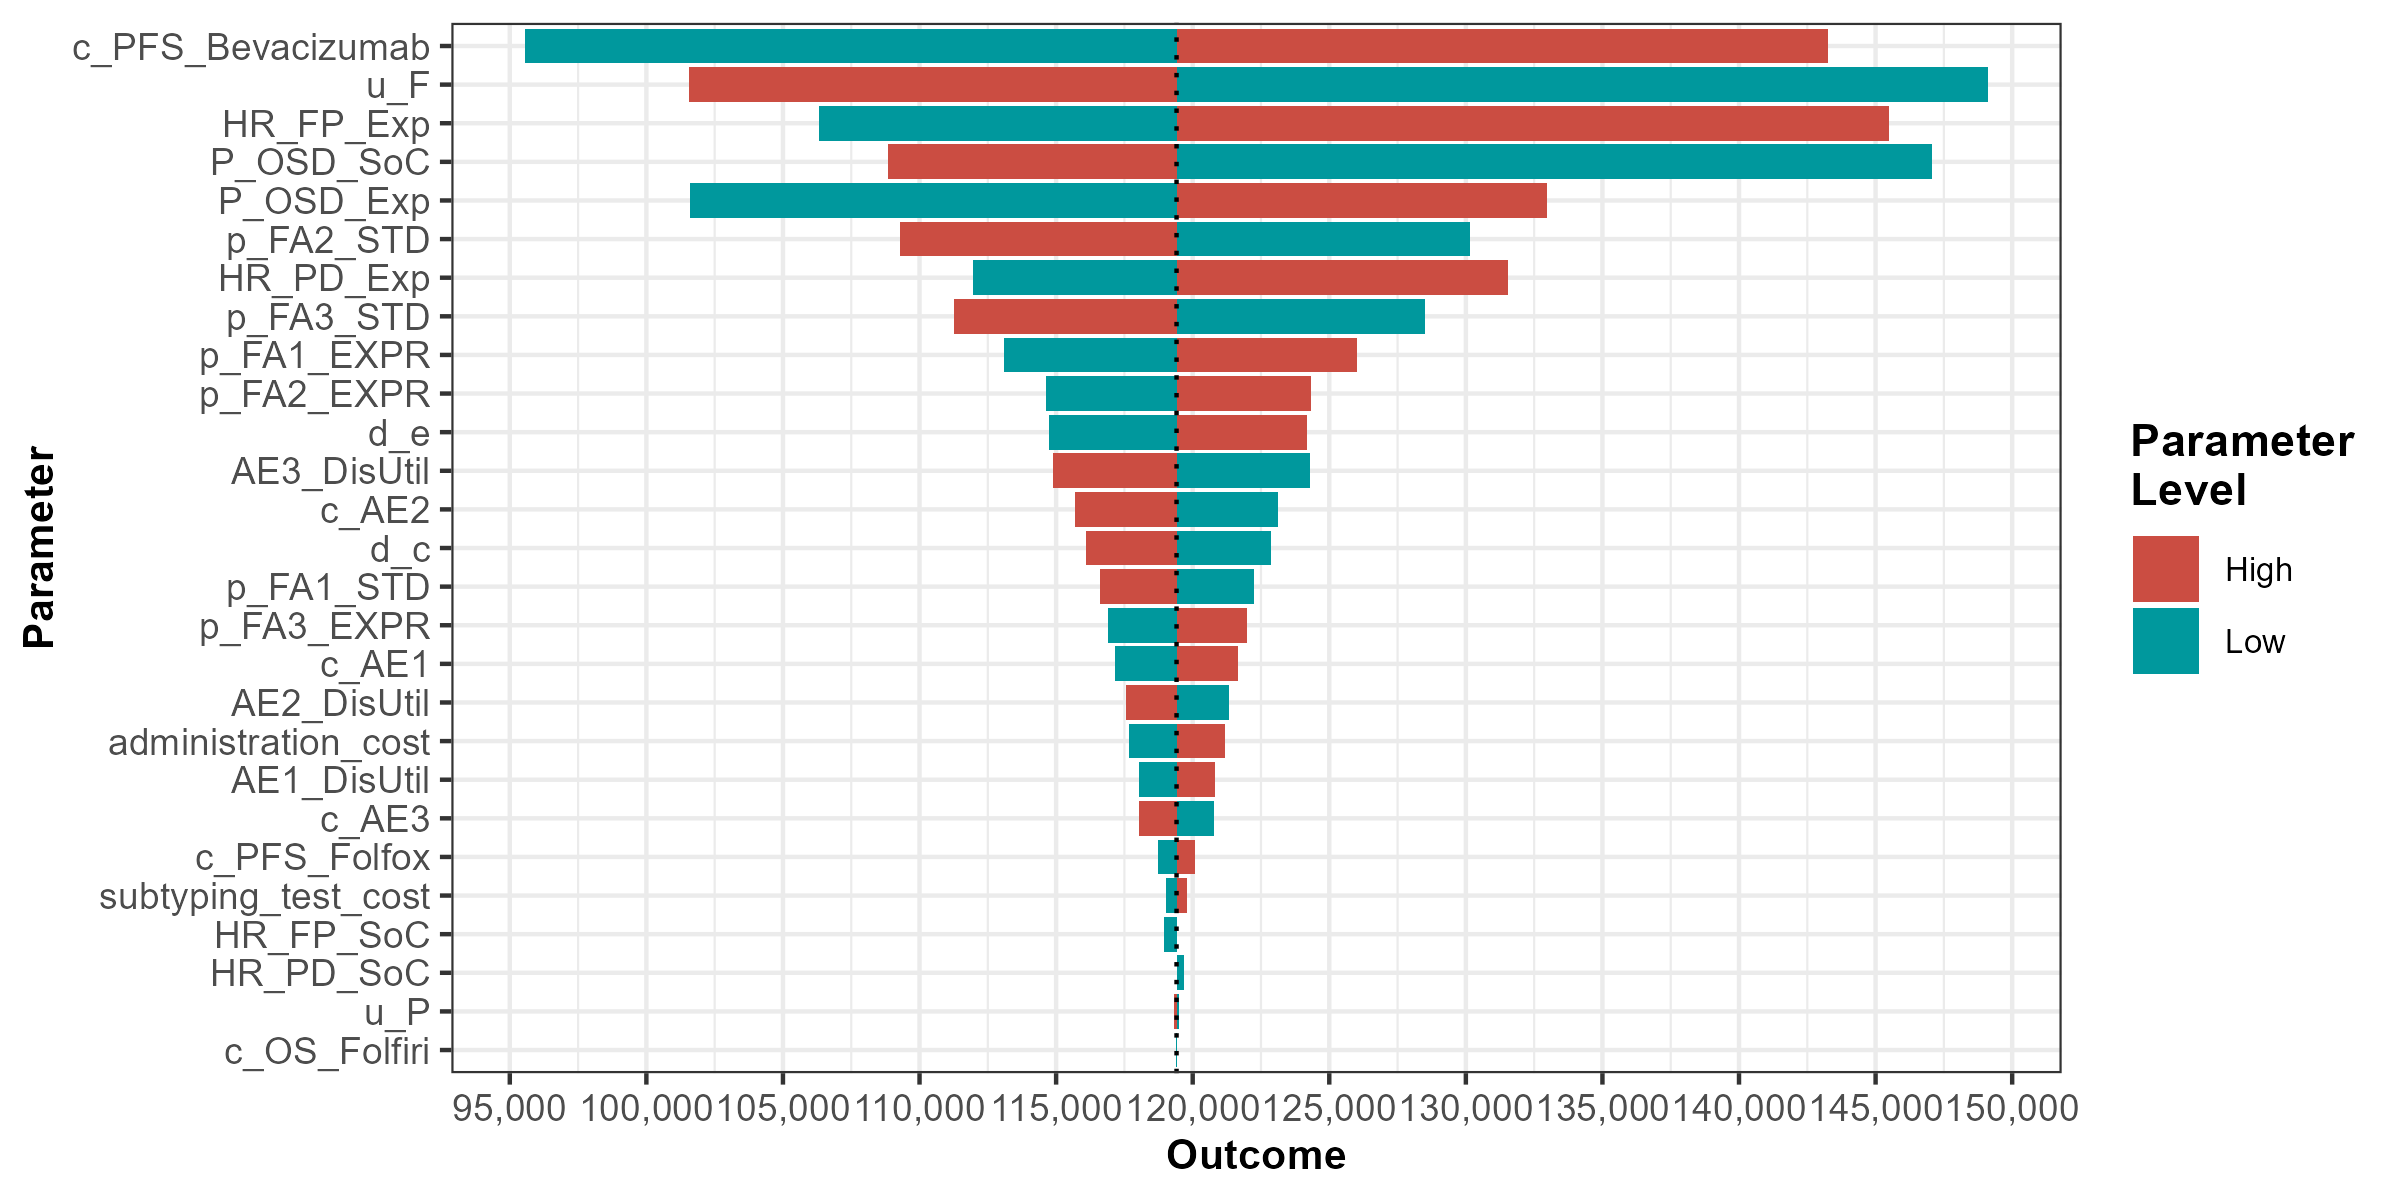 c_PFS_Bevacizumab
u_F
HR_FP_Exp
P_OSD_SoC
P_OSD_Exp
p_FA2_STD
HR_PD_Exp
p_FA3_STD
p_FA1_EXPR
p_FA2_EXPR
d_e
AE3_DisUtil
c_AE2
d_c
p_FA1_STD
p_FA3_EXPR
c_AE1
AE2_DisUtil
administration_cost
AE1_DisUtil
c_AE3
c_PFS_Folfox
subtyping_test_cost
HR_FP_SoC
HR_PD_SoC
u_P
c_OS_Folfiri
Parameter
95,000 100,000 105,000 110,000 115,000 120,000 125,000 130,000 135,000 140,000 145,000 150,000
Outcome
Parameter
Level
High
Low